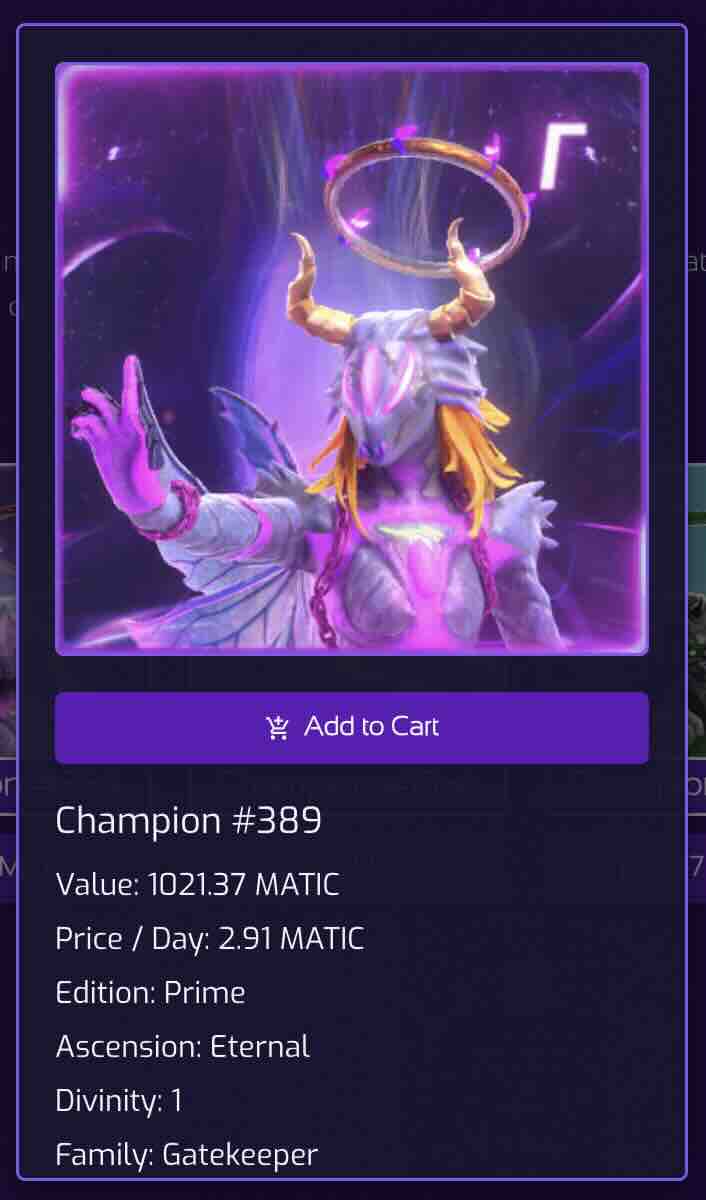 Add to Cart
Champion #389
Value: 1021.37 MATIC
Price / Day: 2.91 MATIC
Edition: Prime
Ascension: Eternal
Divinity: 1
Family: Gatekeeper